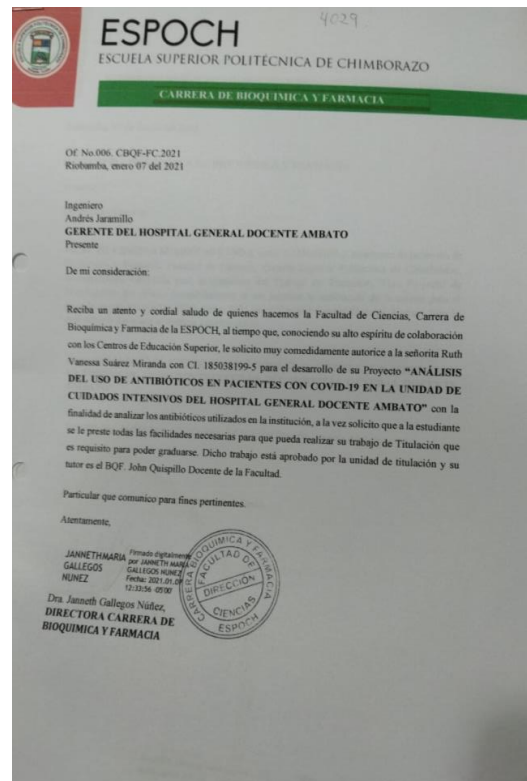 4029
ESPOCH
ESCUELA SUPERIOR POLITÉCNICA DE CHIMBORAZO
CARRERA DE BIOQUIMICA Y FARMACIA
Of. No.006. CBQF-FC.2021
Riobamba, enero 07 del 2021
Ingeniero
Andrés Jaramillo
GERENTE DEL HOSPITAL GENERAL DOCENTE AMBATO
Presente
De mi consideración:
Reciba un atento y cordial saludo de quienes hacemos la Facultad de Ciencias, Carrera de
Bioquímica y Farmacia de la ESPOCH, al tiempo que, conociendo su alto espíritu de colaboración
con los Centros de Educación Superior, le solicito muy comedidamente autorice a la señorita Ruth
Vanessa Suárez Miranda con CI. 185038199-5 para el desarrollo de su Proyecto “ANÁLISIS
DEL USO DE ANTIBIÓTICOS EN PACIENTES CON COVID-19 EN LA UNIDAD DE
CUIDADOS INTENSIVOS DEL HOSPITAL GENERAL DOCENTE AMBATO” con la
finalidad de analizar los antibióticos utilizados en la institución, a la vez solicito que a la estudiante
se le preste todas las facilidades necesarias para que pueda realizar su trabajo de Titulación que
es requisito para poder graduarse. Dicho trabajo está aprobado por la unidad de titulación y su
tutor es el BQF. John Quispillo Docente de la Facultad.
Particular que comunico para fines pertinentes.
Atentamente,
JANNETHMARIA
GALLEGOS
NUNEZ
Firmado digitalmente
por JANNETH MARIA
GALLEGOS NUNEZ
Fecha: 2021.01.07
12:33:56 -05'00'
CARRERA BIOQUIMICA Y FARMACIA
FACULTAD DE
DIRECCIÓN
CIENCIAS
ESPOCH
Dra. Janneth Gallegos Núñez,
DIRECTORA CARRERA DE
BIOQUIMICA Y FARMACIA